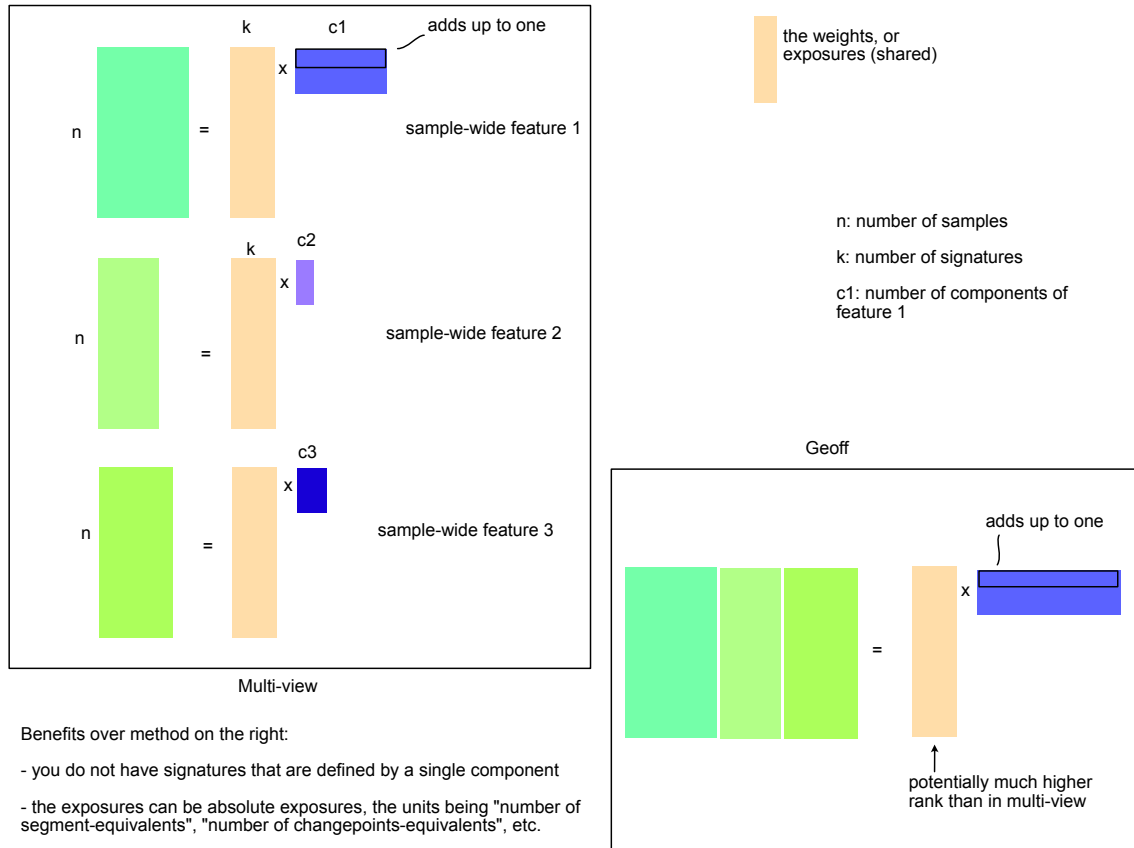 k
c1
adds up to one
x
n
=
sample-wide feature 1
k
c2
x
n
=
sample-wide feature 2
c3
x
n
=
sample-wide feature 3
Multi-view
Benefits over method on the right:
- you do not have signatures that are defined by a single component
- the exposures can be absolute exposures, the units being "number of
segment-equivalents", "number of changepoints-equivalents", etc.
the weights, or
exposures (shared)
n: number of samples
k: number of signatures
c1: number of components of
feature 1
Geoff
adds up to one
x
=
potentially much higher
rank than in multi-view